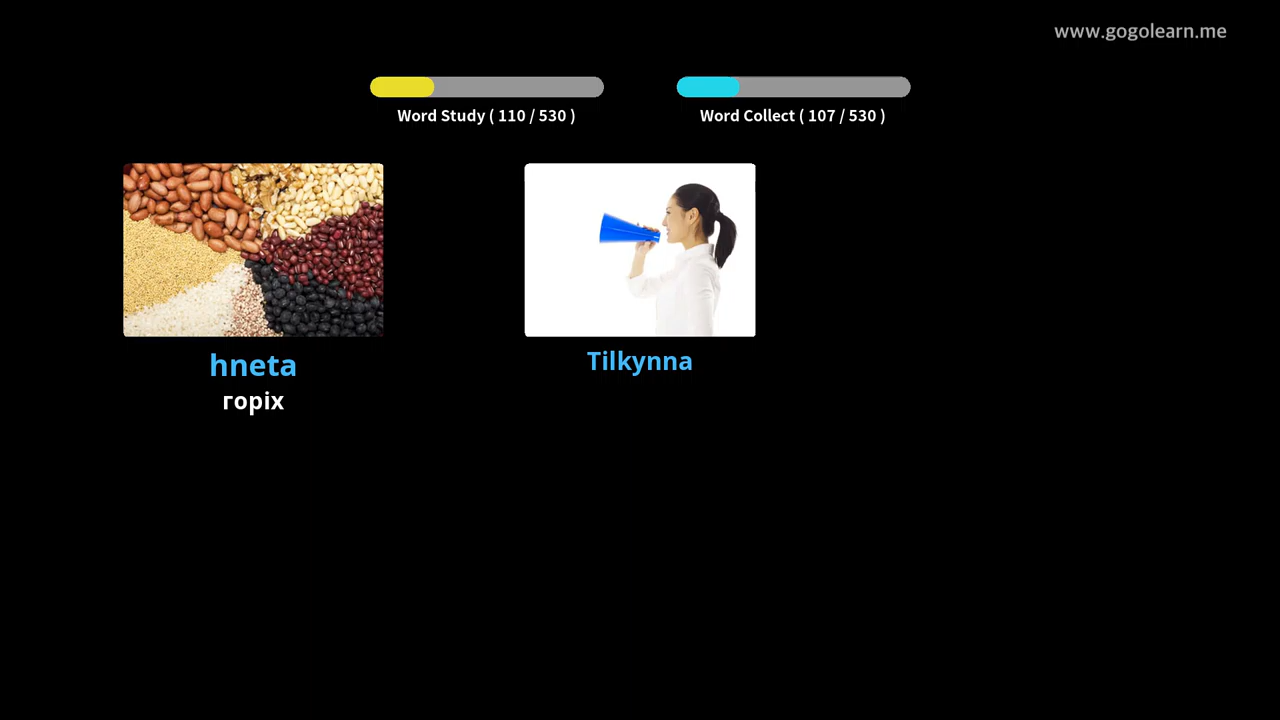 www.gogolearn.me
Word Study ( 110 / 530 )
Word Collect ( 107 / 530 )
hneta
горіх
Tilkynna